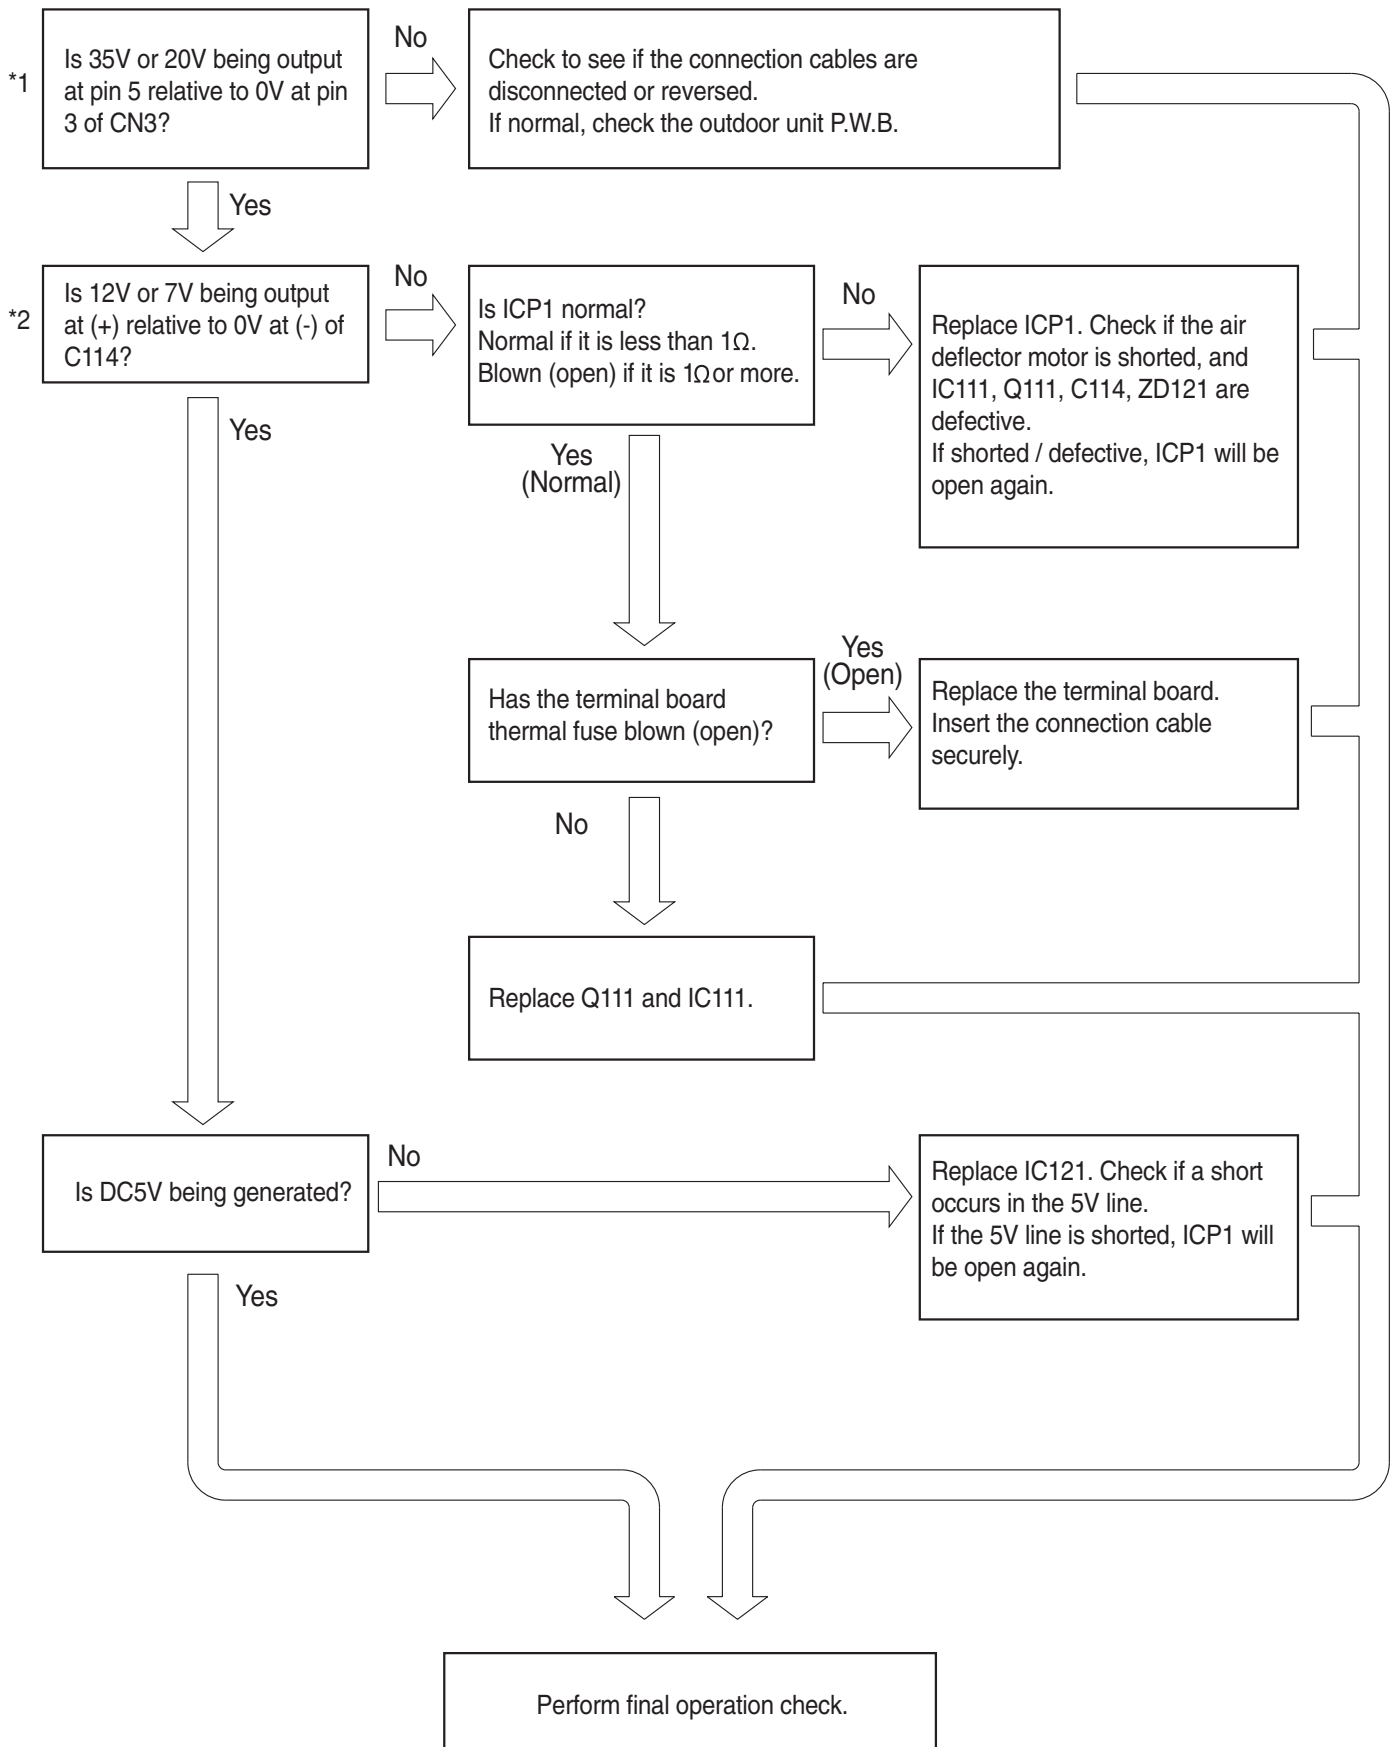 *1
Is 35V or 20V being output
at pin 5 relative to 0V at pin
3 of CN3?
No
Check to see if the connection cables are
disconnected or reversed.
If normal, check the outdoor unit P.W.B.
Yes
*2
Is 12V or 7V being output
at (+) relative to 0V at (-) of
C114?
No
Is ICP1 normal?
Normal if it is less than 1Ω.
Blown (open) if it is 1Ω or more.
No
Replace ICP1. Check if the air
deflector motor is shorted, and
IC111, Q111, C114, ZD121 are
defective.
If shorted / defective, ICP1 will be
open again.
Yes
Yes
(Normal)
Has the terminal board
thermal fuse blown (open)?
Yes
(Open)
Replace the terminal board.
Insert the connection cable
securely.
No
Replace Q111 and IC111.
Is DC5V being generated?
No
Replace IC121. Check if a short
occurs in the 5V line.
If the 5V line is shorted, ICP1 will
be open again.
Yes
Perform final operation check.